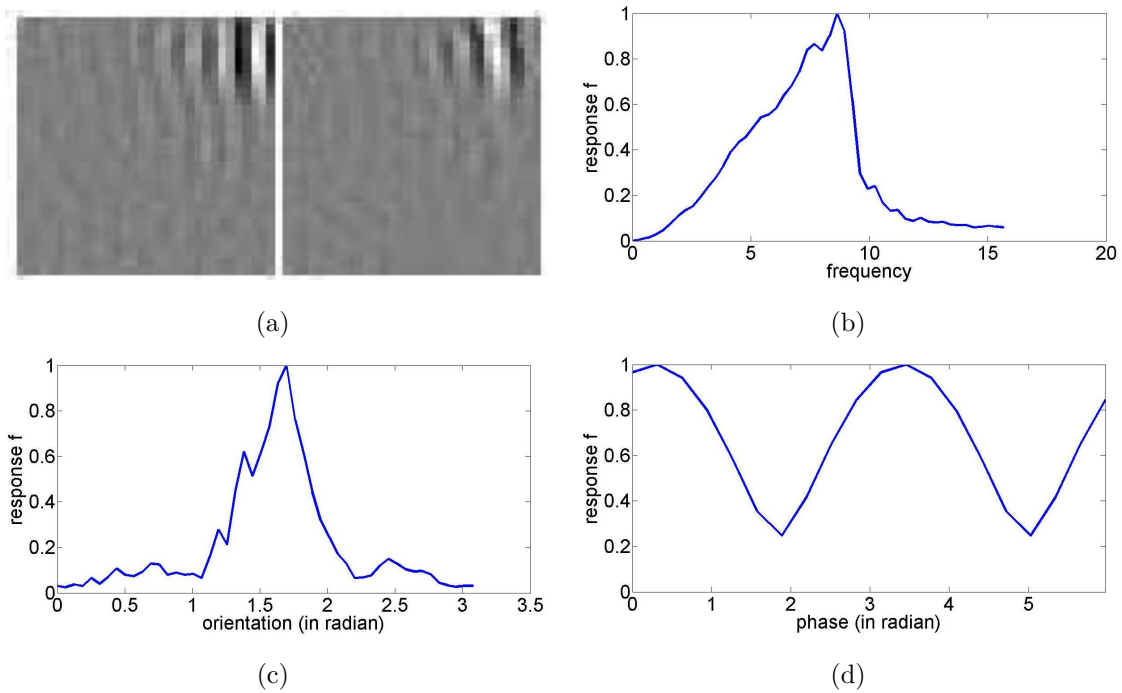 1
0.8
0.6
0.4
0.2
0
response f
0 5 10 15 20
frequency
(a)
(b)
1
0.8
0.6
0.4
0.2
0
response f
0 0.5 1 1.5 2 2.5 3 3.5
orientation (in radian)
1
0.8
0.6
0.4
0.2
0
response f
0 1 2 3 4 5
phase (in radian)
(c)
(d)